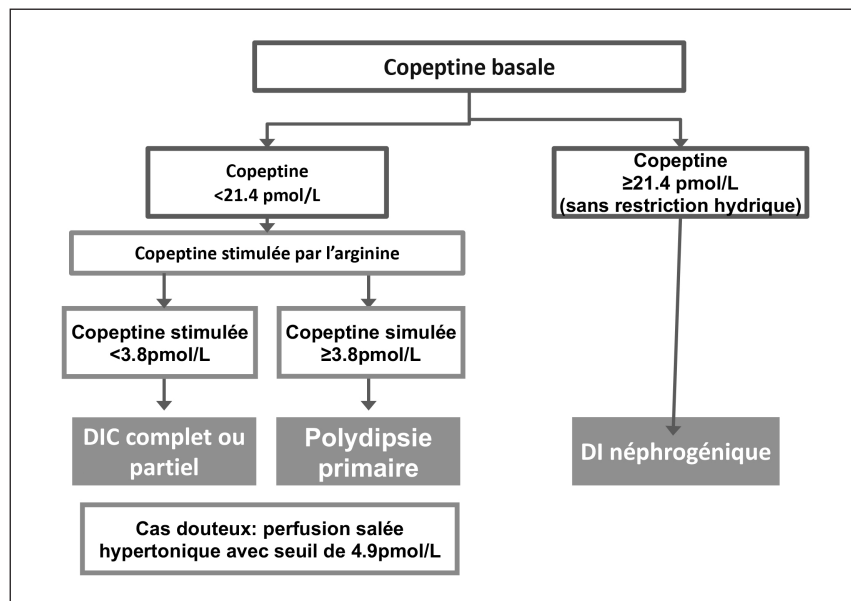 Copeptine basale
Copeptine
<21.4 pmol/L
Copeptine
≥21.4 pmol/L
(sans restriction hydrique)
Copeptine stimulée par l'arginine
Copeptine stimulée
<3.8pmol/L
Copeptine simulée
≥3.8pmol/L
DIC complet ou
partiel
Polydipsie
primaire
DI néphrogénique
Cas douteux: perfusion salée
hypertonique avec seuil de 4.9pmol/L